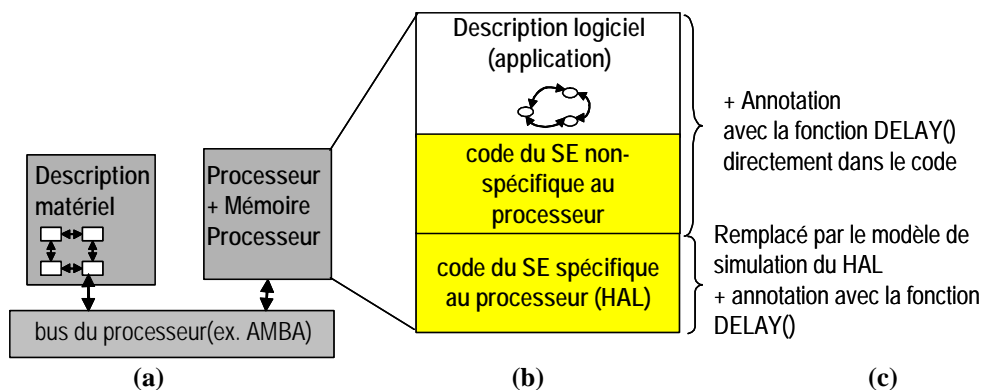 Description
matériel
Processeur
+ Mémoire
Processeur
bus du processeur(ex. AMBA)
(a)
Description logiciel
(application)
code du SE non-
spécifique au
processeur
code du SE spécifique
au processeur (HAL)
(b)
+ Annotation
avec la fonction DELAY()
directement dans le code
Remplacé par le modèle de
simulation du HAL
+ annotation avec la fonction
DELAY()
(c)